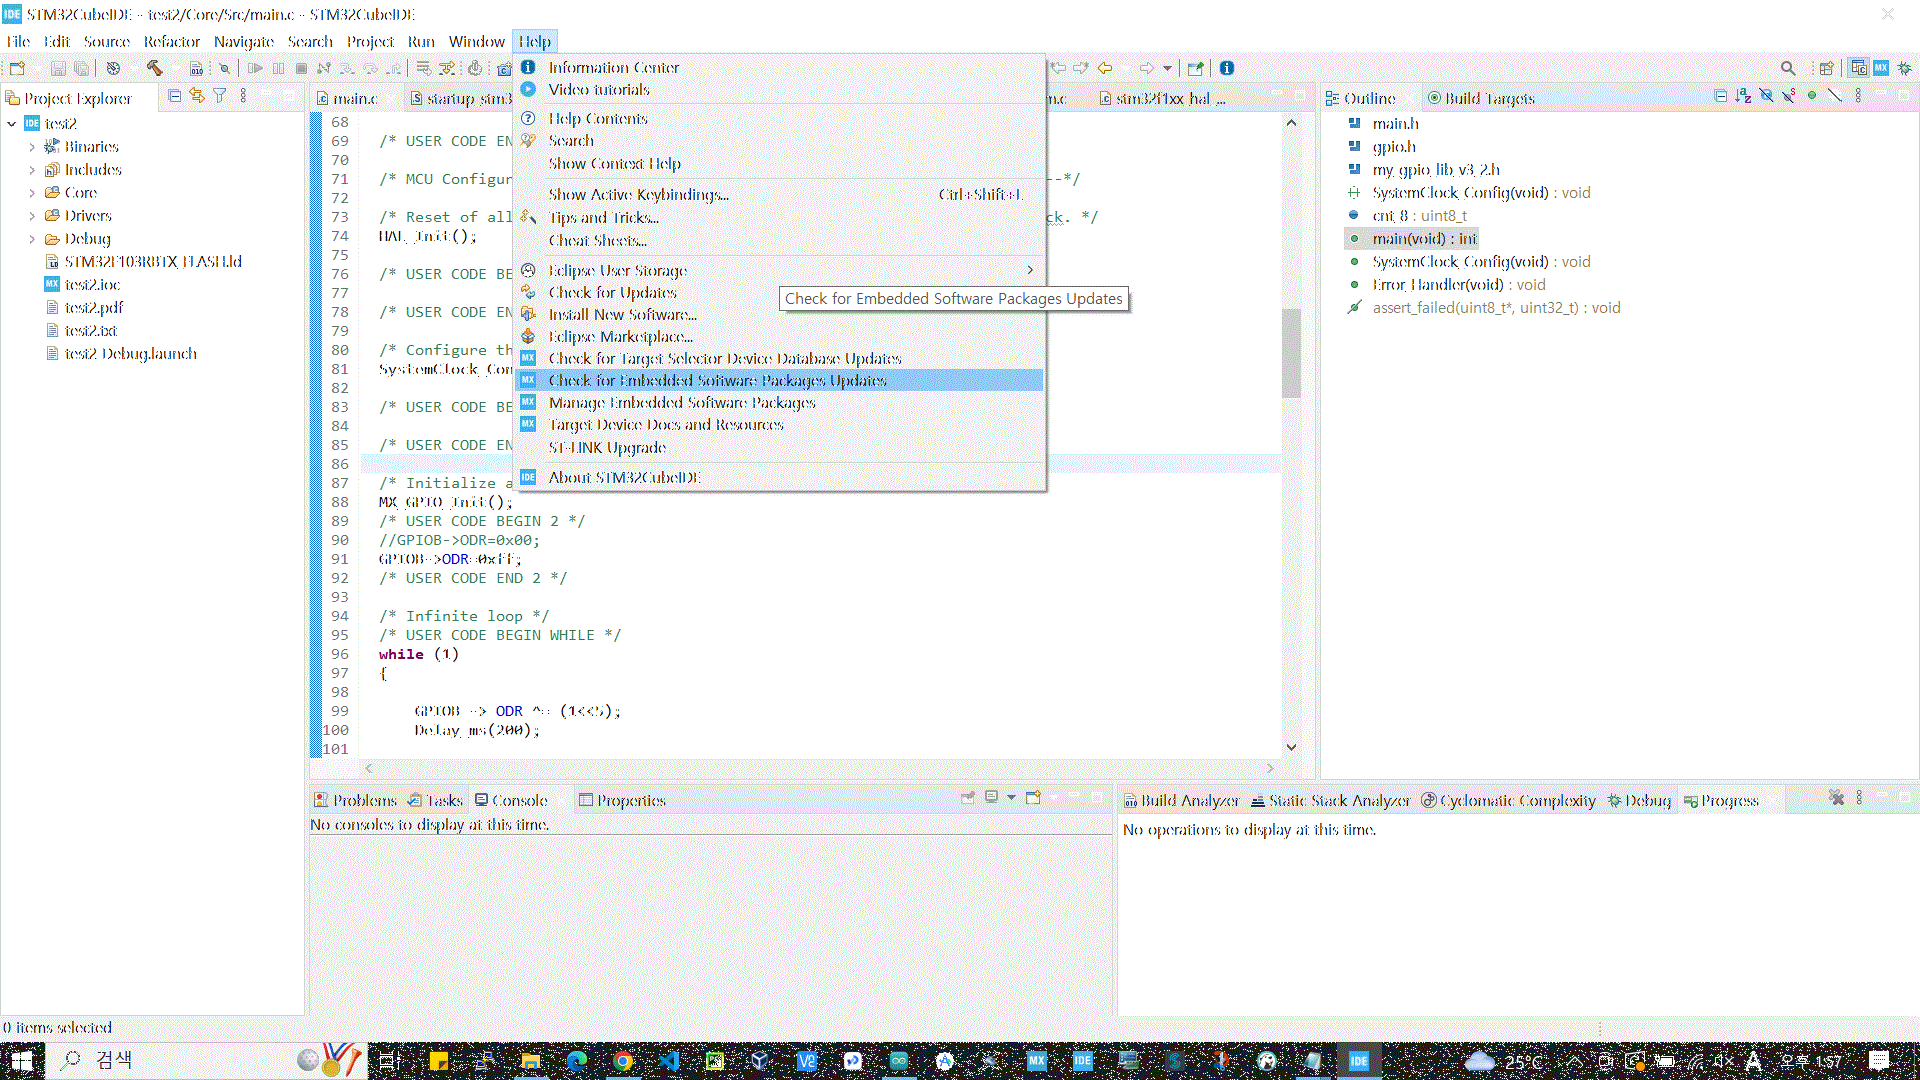 IDE STM32CubeIDE - test2/Core/Src/main.c - STM32CubeIDE
File Edit Source Refactor Navigate Search Project Run Window Help
Project Explorer
test2
Binaries
Includes
Core
Drivers
Debug
STM32F103RBTX_FLASH.ld
test2.ioc
test2.pdf
test2.txt
test2 Debug.launch
main.c
startup_stm3
n.c
stm32f1xx_hal_...
Information Center
Video tutorials
Help Contents
Search
Show Context Help
Show Active Keybindings... Ctrl+Shift+L
Tips and Tricks...
Cheat Sheets...
Eclipse User Storage
Check for Updates
Install New Software...
Eclipse Marketplace...
Check for Target Selector Device Database Updates
Check for Embedded Software Packages Updates
Manage Embedded Software Packages
Target Device Docs and Resources
ST-LINK Upgrade
About STM32CubeIDE
Check for Embedded Software Packages Updates
68
69 /* USER CODE EN
70
71 /* MCU Configur --*/
72
73 /* Reset of all ck. */
74 HAL_Init();
75
76 /* USER CODE BE
77
78 /* USER CODE EN
79
80 /* Configure th
81 SystemClock_Con
82
83 /* USER CODE BE
84
85 /* USER CODE EN
86
87 /* Initialize a
88 MX_GPIO_Init();
89 /* USER CODE BEGIN 2 */
90 //GPIOB->ODR=0x00;
91 GPIOB->ODR=0xff;
92 /* USER CODE END 2 */
93
94 /* Infinite loop */
95 /* USER CODE BEGIN WHILE */
96 while (1)
97 {
98
99 GPIOB -> ODR ^= (1<<5);
100 Delay_ms(200);
101
Outline Build Targets
main.h
gpio.h
my_gpio_lib_v3_2.h
SystemClock_Config(void) : void
cnt_8 : uint8_t
main(void) : int
SystemClock_Config(void) : void
Error_Handler(void) : void
assert_failed(uint8_t*, uint32_t) : void
Problems Tasks Console Properties
No consoles to display at this time.
Build Analyzer Static Stack Analyzer Cyclomatic Complexity Debug Progress
No operations to display at this time.
0 items selected
검색
25°C
A
오후 1:57